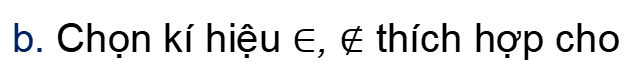 b. Chọn kí hiệu ∈, ∉ thích hợp cho